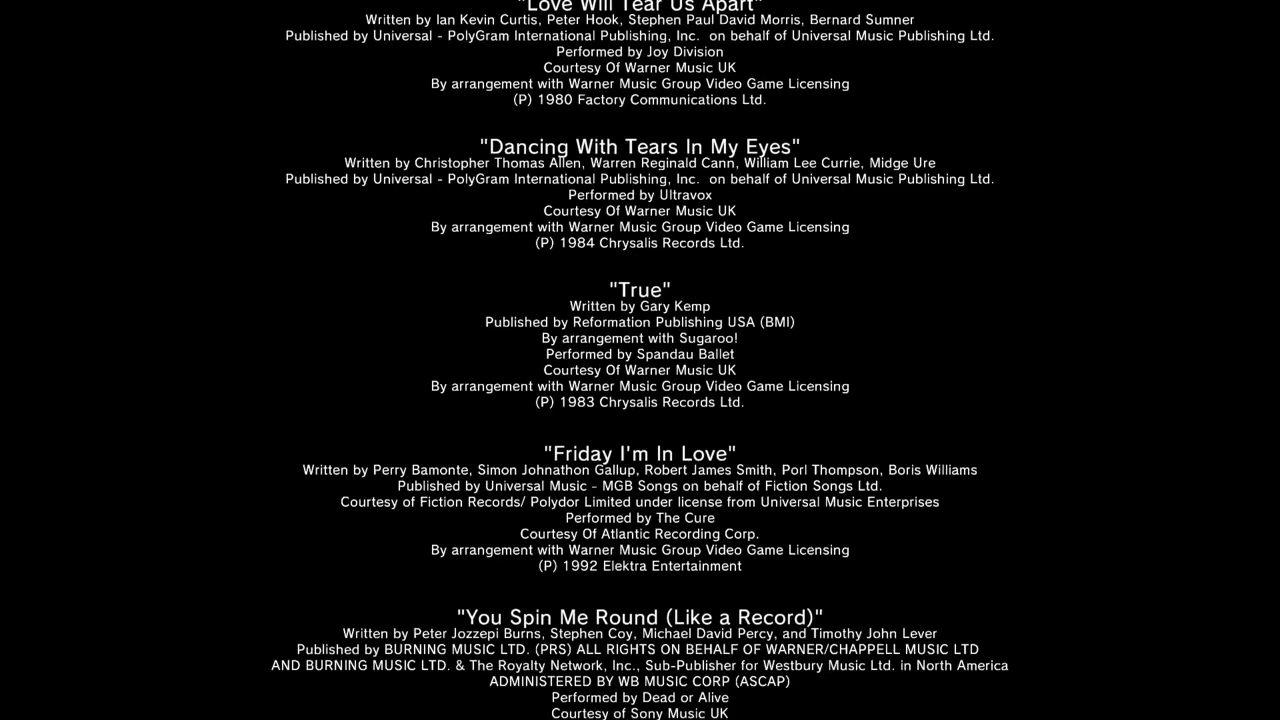 "Love Will Tear Us Apart"
Written by Ian Kevin Curtis, Peter Hook, Stephen Paul David Morris, Bernard Sumner
Published by Universal - PolyGram International Publishing, Inc.  on behalf of Universal Music Publishing Ltd.
Performed by Joy Division
Courtesy Of Warner Music UK
By arrangement with Warner Music Group Video Game Licensing
(P) 1980 Factory Communications Ltd.
"Dancing With Tears In My Eyes"
Written by Christopher Thomas Allen, Warren Reginald Cann, William Lee Currie, Midge Ure
Published by Universal - PolyGram International Publishing, Inc.  on behalf of Universal Music Publishing Ltd.
Performed by Ultravox
Courtesy Of Warner Music UK
By arrangement with Warner Music Group Video Game Licensing
(P) 1984 Chrysalis Records Ltd.
"True"
Written by Gary Kemp
Published by Reformation Publishing USA (BMI)
By arrangement with Sugaroo!
Performed by Spandau Ballet
Courtesy Of Warner Music UK
By arrangement with Warner Music Group Video Game Licensing
(P) 1983 Chrysalis Records Ltd.
"Friday I'm In Love"
Written by Perry Bamonte, Simon Johnathon Gallup, Robert James Smith, Porl Thompson, Boris Williams
Published by Universal Music - MGB Songs on behalf of Fiction Songs Ltd.
Courtesy of Fiction Records/ Polydor Limited under license from Universal Music Enterprises
Performed by The Cure
Courtesy Of Atlantic Recording Corp.
By arrangement with Warner Music Group Video Game Licensing
(P) 1992 Elektra Entertainment
"You Spin Me Round (Like a Record)"
Written by Peter Jozzepi Burns, Stephen Coy, Michael David Percy, and Timothy John Lever
Published by BURNING MUSIC LTD. (PRS) ALL RIGHTS ON BEHALF OF WARNER/CHAPPELL MUSIC LTD
AND BURNING MUSIC LTD. & The Royalty Network, Inc., Sub-Publisher for Westbury Music Ltd. in North America
ADMINISTERED BY WB MUSIC CORP (ASCAP)
Performed by Dead or Alive
Courtesy of Sony Music UK